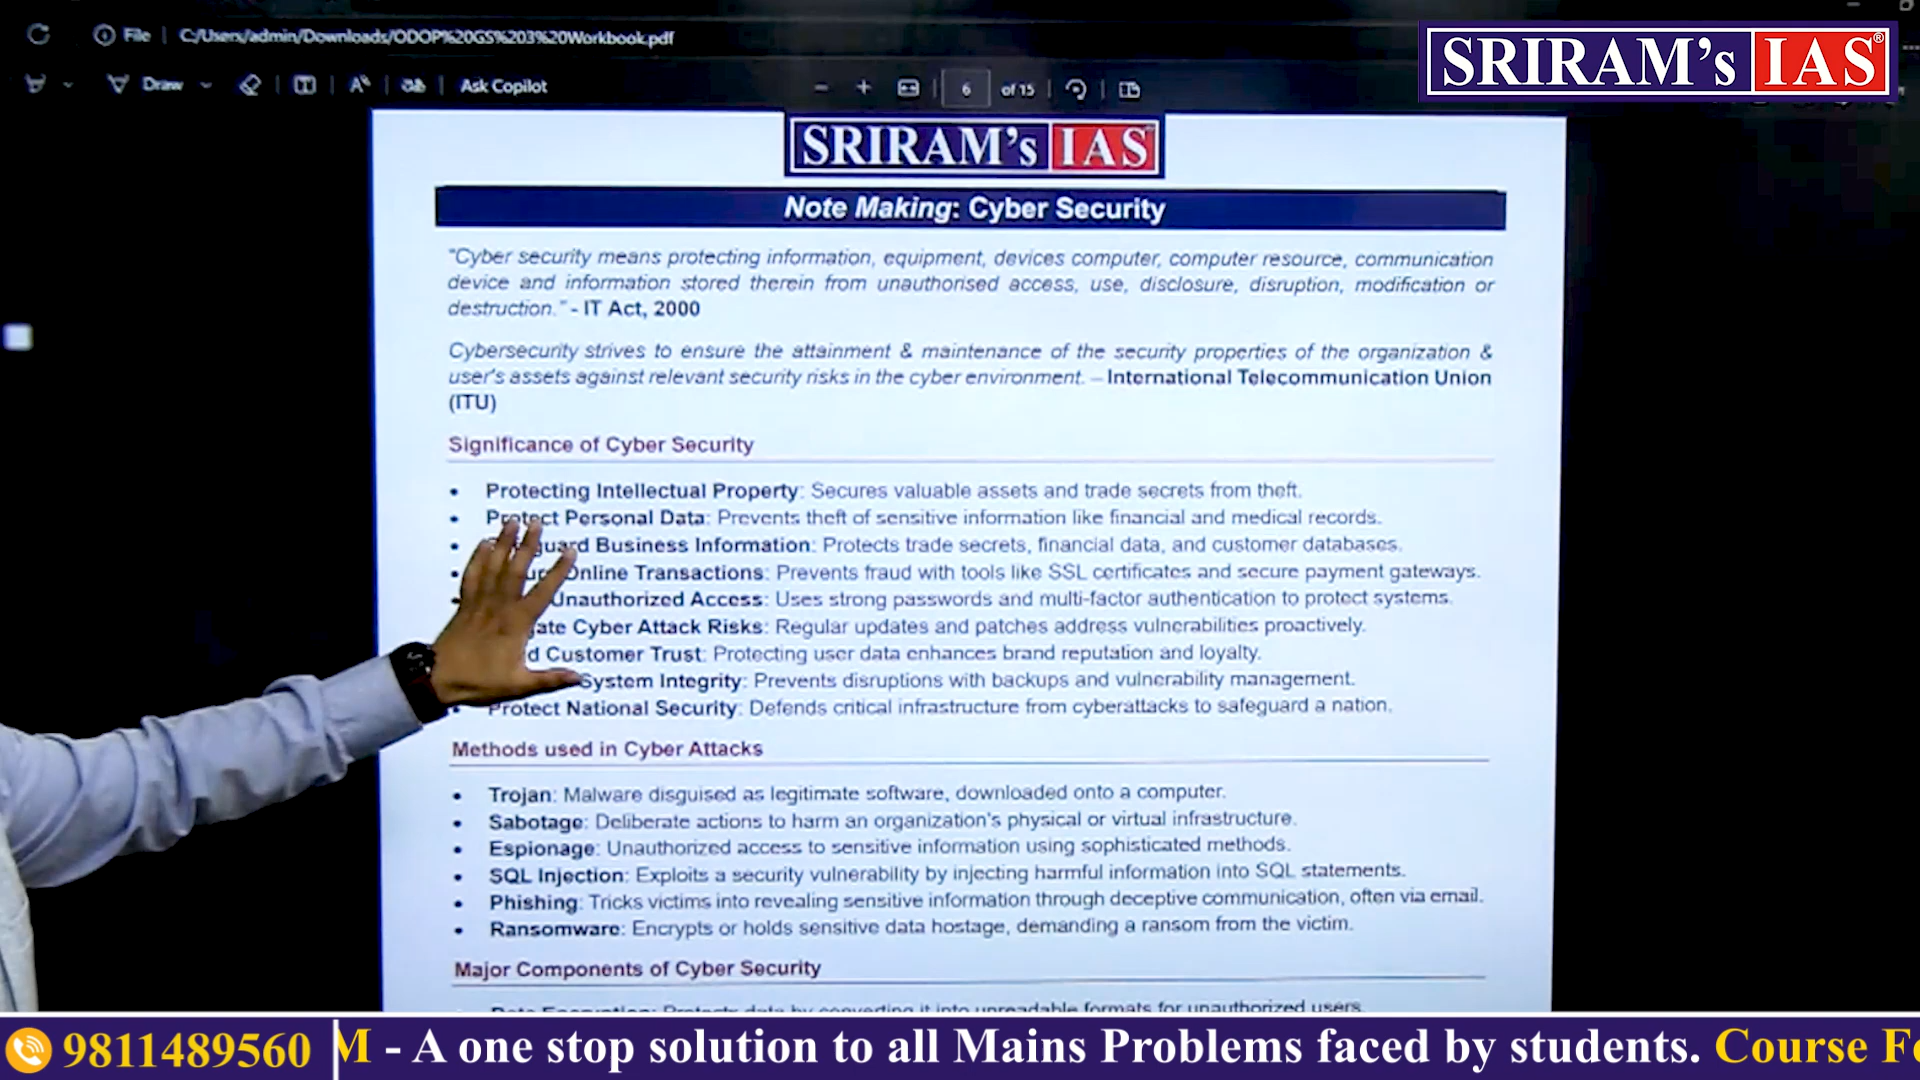 File | C:/Users/admin/Downloads/ODOP%20GS%203%20Workbook.pdf
SRIRAM's IAS®
Draw
Ask Copilot
6 of 15
SRIRAM's IAS
Note Making: Cyber Security
"Cyber security means protecting information, equipment, devices computer, computer resource, communication
device and information stored therein from unauthorised access, use, disclosure, disruption, modification or
destruction." - IT Act, 2000
Cybersecurity strives to ensure the attainment & maintenance of the security properties of the organization &
user's assets against relevant security risks in the cyber environment. – International Telecommunication Union
(ITU)
Significance of Cyber Security
• Protecting Intellectual Property: Secures valuable assets and trade secrets from theft.
• Protect Personal Data: Prevents theft of sensitive information like financial and medical records.
• Business Information: Protects trade secrets, financial data, and customer databases.
• Online Transactions: Prevents fraud with tools like SSL certificates and secure payment gateways.
• Unauthorized Access: Uses strong passwords and multi-factor authentication to protect systems.
Cyber Attack Risks: Regular updates and patches address vulnerabilities proactively.
Customer Trust: Protecting user data enhances brand reputation and loyalty.
System Integrity: Prevents disruptions with backups and vulnerability management.
• Protect National Security: Defends critical infrastructure from cyberattacks to safeguard a nation.
Methods used in Cyber Attacks
• Trojan: Malware disguised as legitimate software, downloaded onto a computer.
• Sabotage: Deliberate actions to harm an organization's physical or virtual infrastructure.
• Espionage: Unauthorized access to sensitive information using sophisticated methods.
• SQL Injection: Exploits a security vulnerability by injecting harmful information into SQL statements.
• Phishing: Tricks victims into revealing sensitive information through deceptive communication, often via email.
• Ransomware: Encrypts or holds sensitive data hostage, demanding a ransom from the victim.
Major Components of Cyber Security
Data Encryption: Protects data by converting it into unreadable formats for unauthorized users.
9811489560 M - A one stop solution to all Mains Problems faced by students. Course